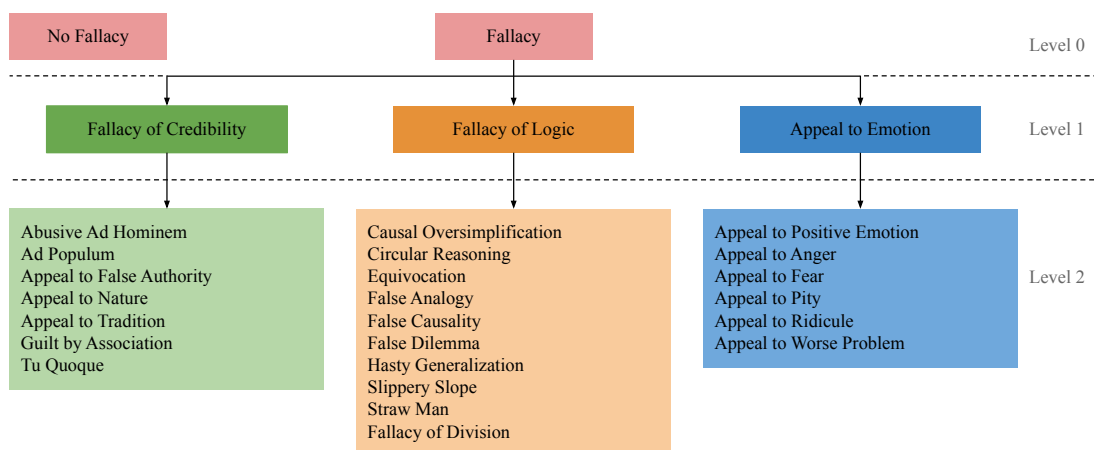 No Fallacy
Fallacy
Level 0
Fallacy of Credibility
Fallacy of Logic
Appeal to Emotion
Level 1
Abusive Ad Hominem
Ad Populum
Appeal to False Authority
Appeal to Nature
Appeal to Tradition
Guilt by Association
Tu Quoque
Causal Oversimplification
Circular Reasoning
Equivocation
False Analogy
False Causality
False Dilemma
Hasty Generalization
Slippery Slope
Straw Man
Fallacy of Division
Appeal to Positive Emotion
Appeal to Anger
Appeal to Fear
Appeal to Pity
Appeal to Ridicule
Appeal to Worse Problem
Level 2